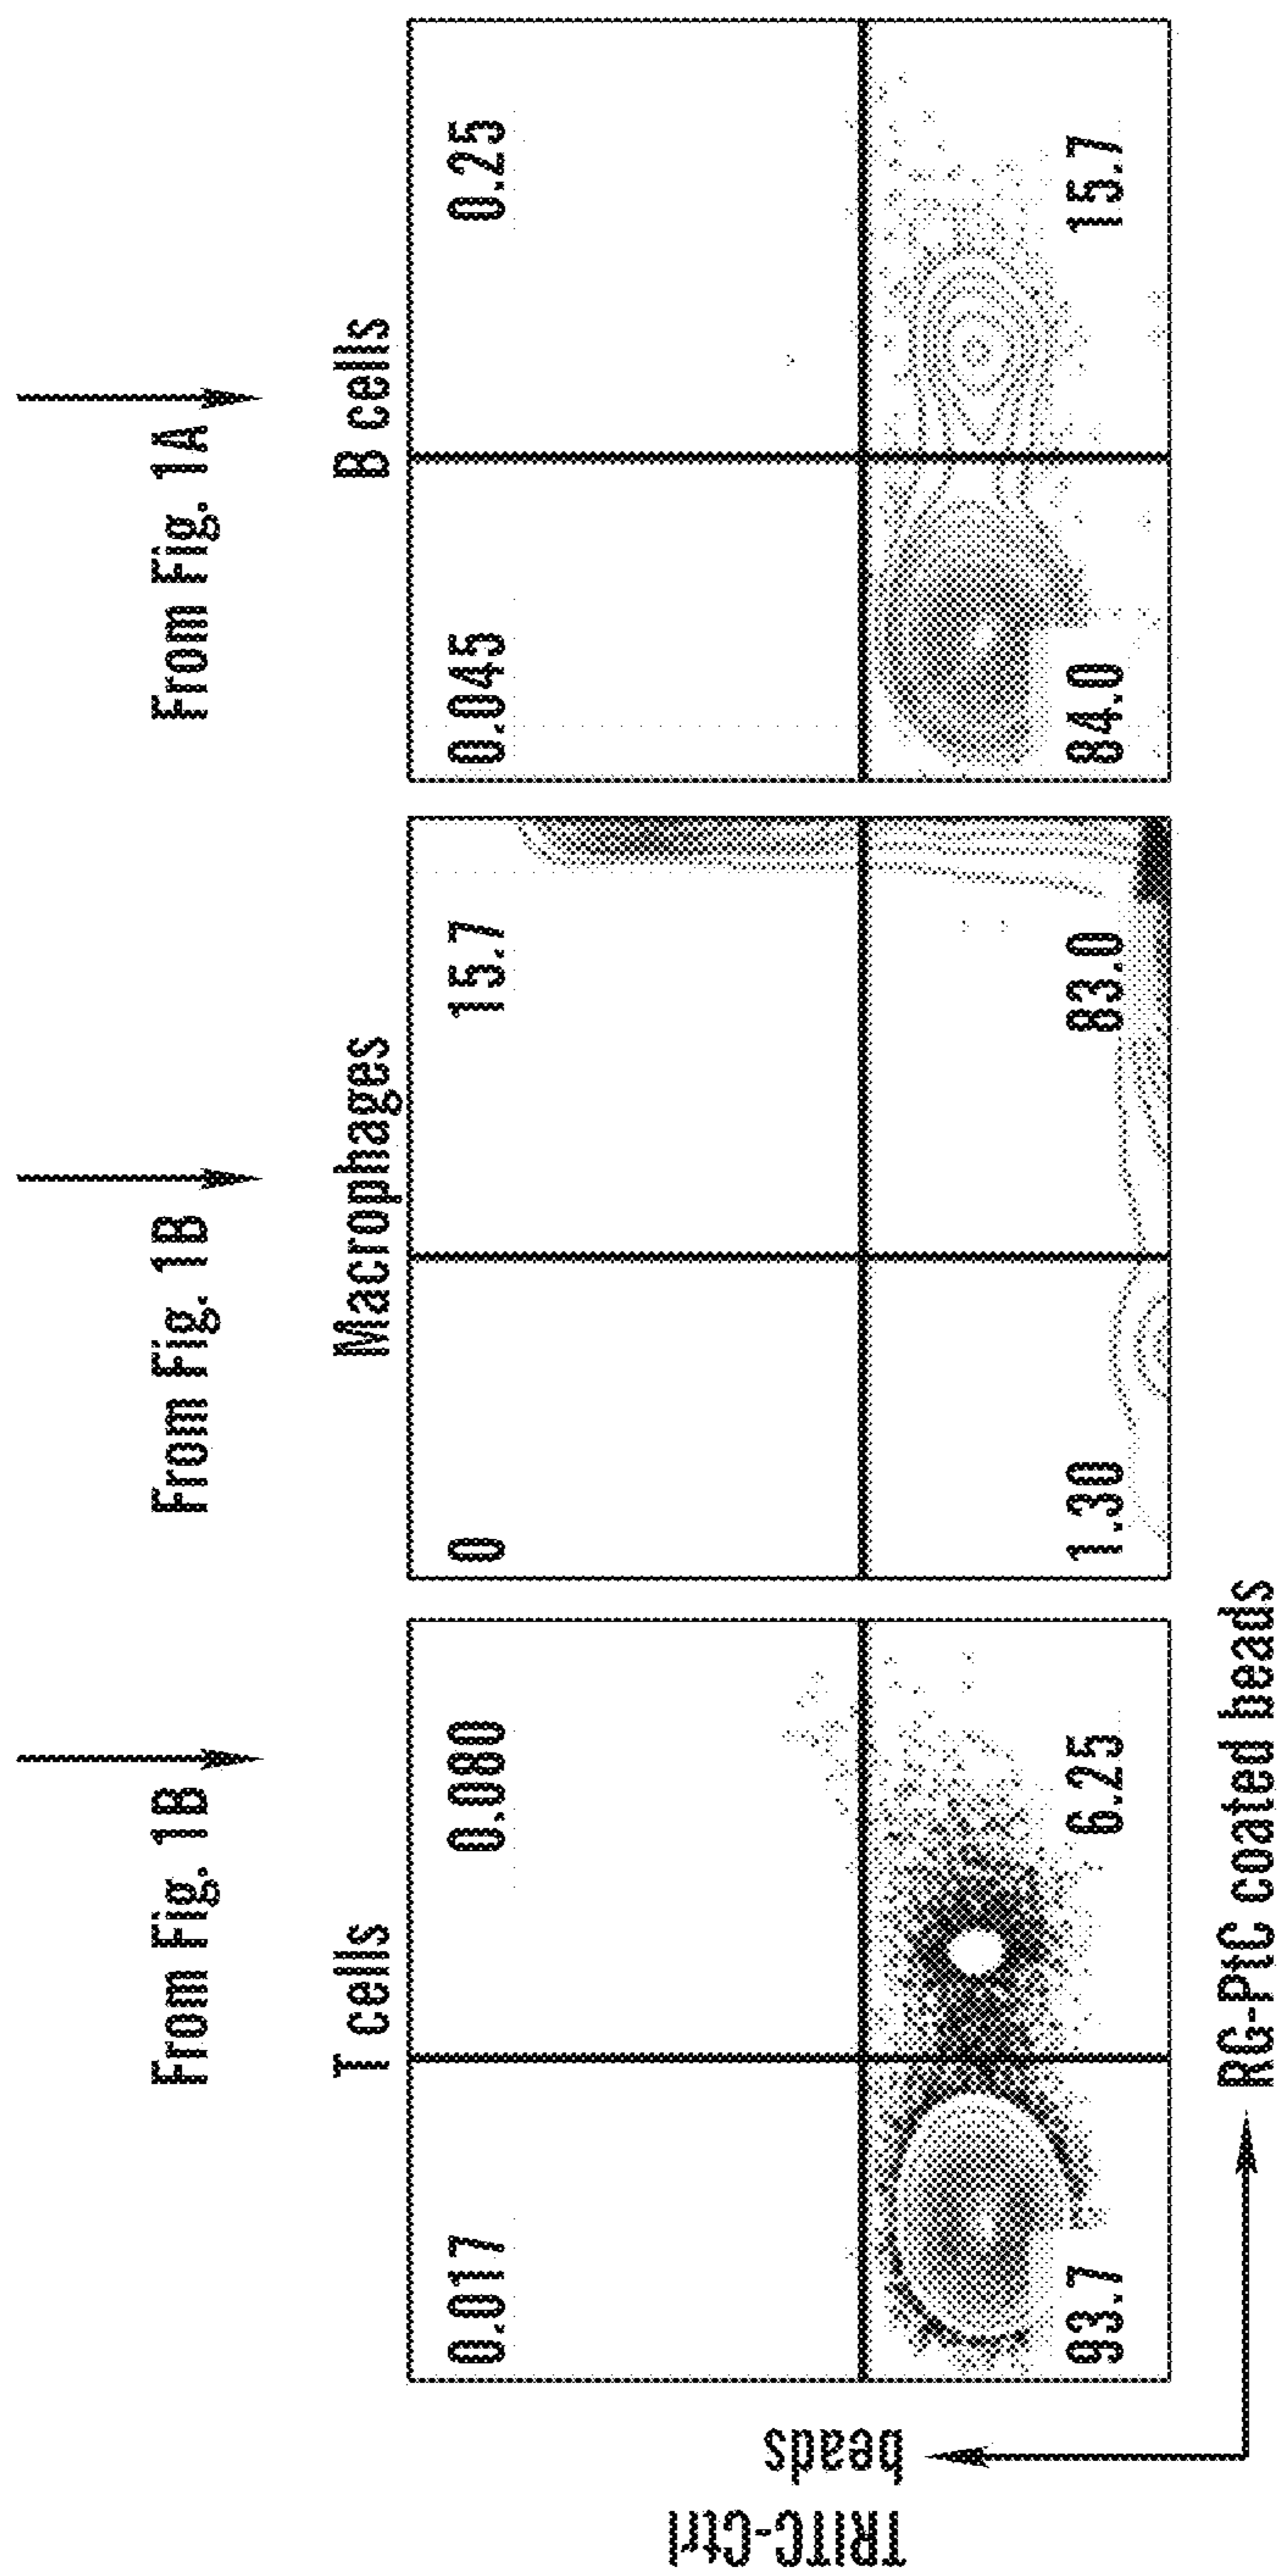 From Fig. 1B
From Fig. 1B
From Fig. 1A
T cells
Macrophages
B cells
0.017
0.080
93.7
6.25
0
15.7
1.30
83.0
0.045
0.25
84.0
15.7
TRITC-Ctrl
beads
RG-PtC coated beads